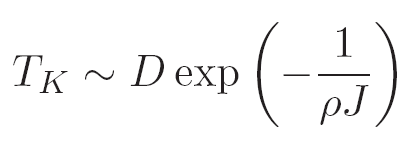 T_K ∼ D exp(−1/(ρJ))